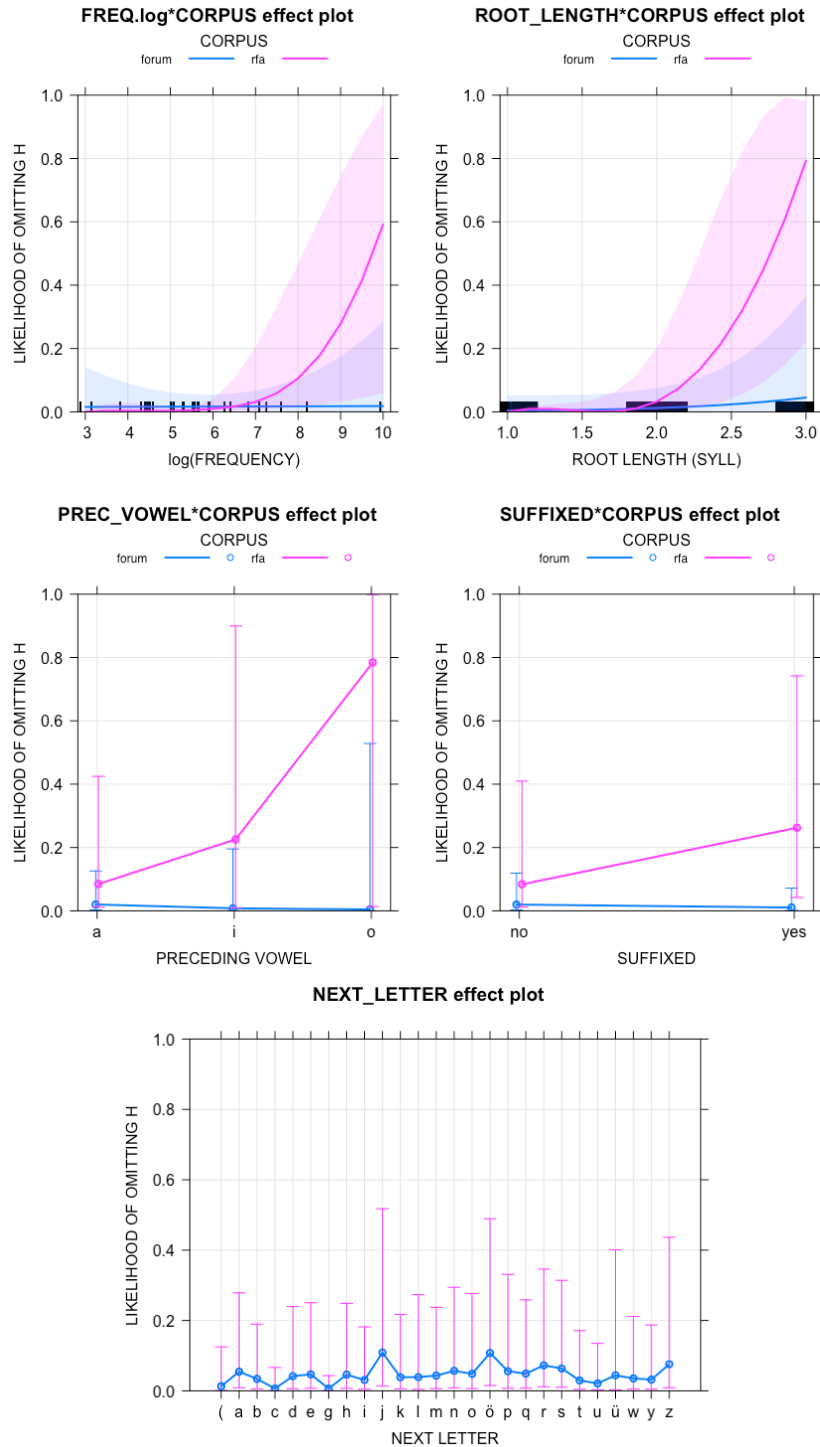 FREQ.log*CORPUS effect plot
CORPUS
forum rfa
1.0
0.8
0.6
0.4
0.2
0.0
LIKELIHOOD OF OMITTING H
3 4 5 6 7 8 9 10
log(FREQUENCY)
ROOT_LENGTH*CORPUS effect plot
CORPUS
forum rfa
1.0
0.8
0.6
0.4
0.2
0.0
LIKELIHOOD OF OMITTING H
1.0 1.5 2.0 2.5 3.0
ROOT LENGTH (SYLL)
PREC_VOWEL*CORPUS effect plot
CORPUS
forum rfa
1.0
0.8
0.6
0.4
0.2
0.0
LIKELIHOOD OF OMITTING H
a i o
PRECEDING VOWEL
SUFFIXED*CORPUS effect plot
CORPUS
forum rfa
1.0
0.8
0.6
0.4
0.2
0.0
LIKELIHOOD OF OMITTING H
no yes
SUFFIXED
NEXT_LETTER effect plot
1.0
0.8
0.6
0.4
0.2
0.0
LIKELIHOOD OF OMITTING H
( a b c d e g h i j k l m n o ö p q r s t u ü w y z
NEXT LETTER